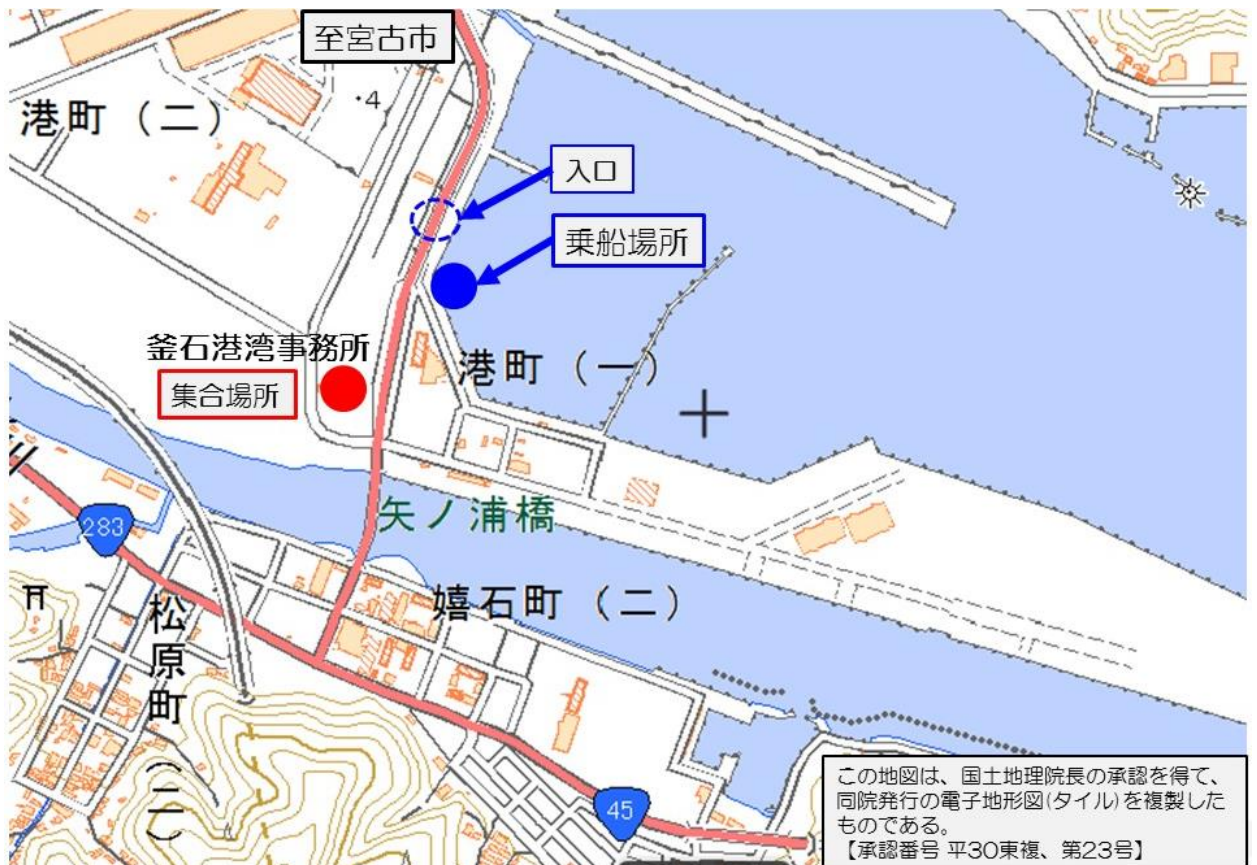 至宮古市
・4
港町（二）
入口
乗船場所
釜石港湾事務所
集合場所
港町（一）
矢ノ浦橋
283
嬉石町（二）
松原町（二）
45
この地図は、国土地理院長の承認を得て、
同院発行の電子地形図(タイル)を複製した
ものである。
【承認番号 平30東複、第23号】